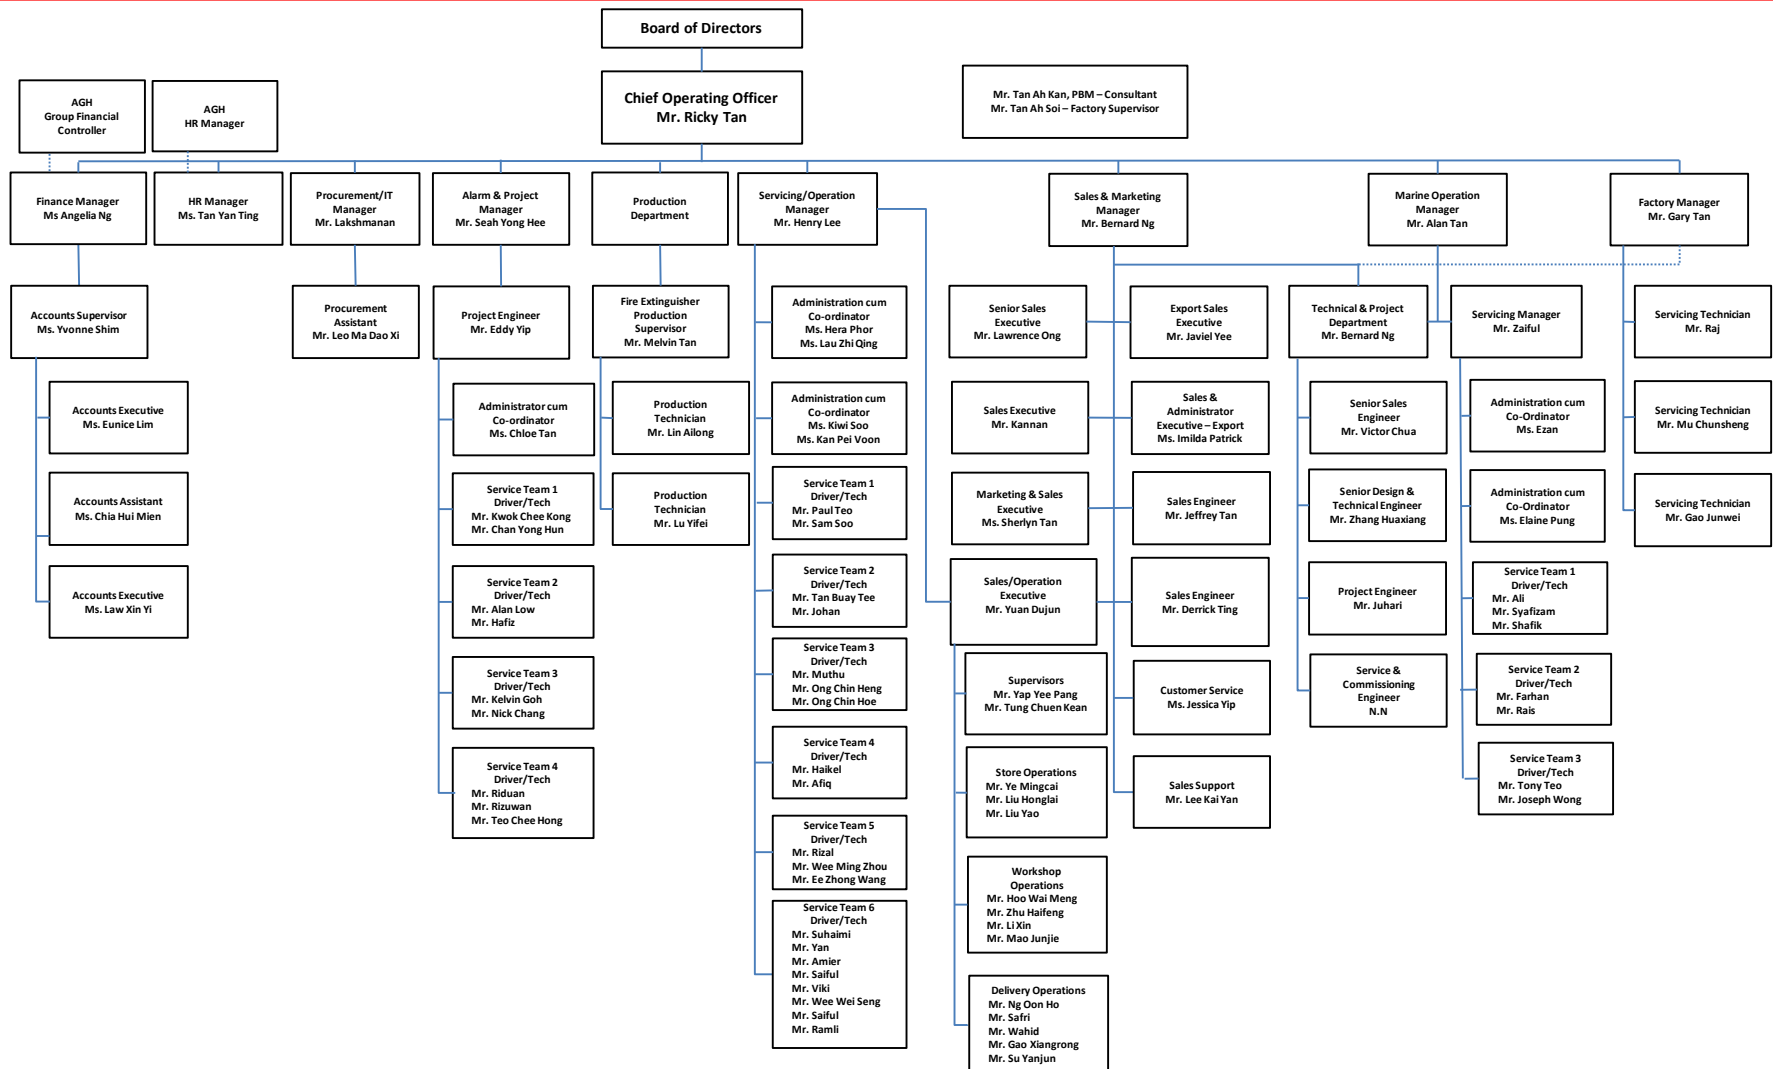 Board of Directors
Chief Operating Officer
Mr. Ricky Tan
Mr. Tan Ah Kan, PBM – Consultant
Mr. Tan Ah Soi – Factory Supervisor
AGH
Group Financial
Controller
AGH
HR Manager
Finance Manager
Ms Angelia Ng
HR Manager
Ms. Tan Yan Ting
Procurement/IT
Manager
Mr. Lakshmanan
Alarm & Project
Manager
Mr. Seah Yong Hee
Production
Department
Servicing/Operation
Manager
Mr. Henry Lee
Sales & Marketing
Manager
Mr. Bernard Ng
Marine Operation
Manager
Mr. Alan Tan
Factory Manager
Mr. Gary Tan
Accounts Supervisor
Ms. Yvonne Shim
Accounts Executive
Ms. Eunice Lim
Accounts Assistant
Ms. Chia Hui Mien
Accounts Executive
Ms. Law Xin Yi
Procurement
Assistant
Mr. Leo Ma Dao Xi
Project Engineer
Mr. Eddy Yip
Administrator cum
Co-ordinator
Ms. Chloe Tan
Service Team 1
Driver/Tech
Mr. Kwok Chee Kong
Mr. Chan Yong Hun
Service Team 2
Driver/Tech
Mr. Alan Low
Mr. Hafiz
Service Team 3
Driver/Tech
Mr. Kelvin Goh
Mr. Nick Chang
Service Team 4
Driver/Tech
Mr. Riduan
Mr. Rizuwan
Mr. Teo Chee Hong
Fire Extinguisher
Production
Supervisor
Mr. Melvin Tan
Production
Technician
Mr. Lin Ailong
Production
Technician
Mr. Lu Yifei
Administration cum
Co-ordinator
Ms. Hera Phor
Ms. Lau Zhi Qing
Administration cum
Co-ordinator
Ms. Kiwi Soo
Ms. Kan Pei Voon
Service Team 1
Driver/Tech
Mr. Paul Teo
Mr. Sam Soo
Service Team 2
Driver/Tech
Mr. Tan Buay Tee
Mr. Johan
Service Team 3
Driver/Tech
Mr. Muthu
Mr. Ong Chin Heng
Mr. Ong Chin Hoe
Service Team 4
Driver/Tech
Mr. Haikel
Mr. Afiq
Service Team 5
Driver/Tech
Mr. Rizal
Mr. Wee Ming Zhou
Mr. Ee Zhong Wang
Service Team 6
Driver/Tech
Mr. Suhaimi
Mr. Yan
Mr. Amier
Mr. Saiful
Mr. Viki
Mr. Wee Wei Seng
Mr. Saiful
Mr. Ramli
Senior Sales
Executive
Mr. Lawrence Ong
Sales Executive
Mr. Kannan
Marketing & Sales
Executive
Ms. Sherlyn Tan
Sales/Operation
Executive
Mr. Yuan Dujun
Supervisors
Mr. Yap Yee Pang
Mr. Tung Chuen Kean
Store Operations
Mr. Ye Mingcai
Mr. Liu Honglai
Mr. Liu Yao
Workshop
Operations
Mr. Hoo Wai Meng
Mr. Zhu Haifeng
Mr. Li Xin
Mr. Mao Junjie
Delivery Operations
Mr. Ng Oon Ho
Mr. Safri
Mr. Wahid
Mr. Gao Xiangrong
Mr. Su Yanjun
Export Sales
Executive
Mr. Javiel Yee
Sales &
Administrator
Executive – Export
Ms. Imilda Patrick
Sales Engineer
Mr. Jeffrey Tan
Sales Engineer
Mr. Derrick Ting
Customer Service
Ms. Jessica Yip
Sales Support
Mr. Lee Kai Yan
Technical & Project
Department
Mr. Bernard Ng
Senior Sales
Engineer
Mr. Victor Chua
Senior Design &
Technical Engineer
Mr. Zhang Huaxiang
Project Engineer
Mr. Juhari
Service &
Commissioning
Engineer
N.N
Servicing Manager
Mr. Zaiful
Administration cum
Co-Ordinator
Ms. Ezan
Administration cum
Co-Ordinator
Ms. Elaine Pung
Service Team 1
Driver/Tech
Mr. Ali
Mr. Syafizam
Mr. Shafik
Service Team 2
Driver/Tech
Mr. Farhan
Mr. Rais
Service Team 3
Driver/Tech
Mr. Tony Teo
Mr. Joseph Wong
Servicing Technician
Mr. Raj
Servicing Technician
Mr. Mu Chunsheng
Servicing Technician
Mr. Gao Junwei